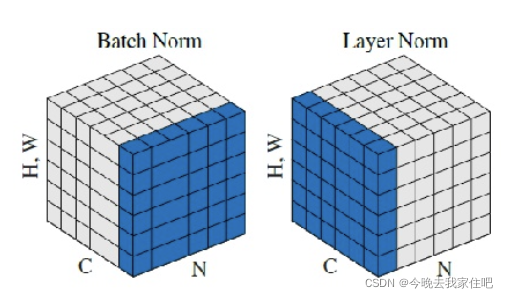 Batch Norm
Layer Norm
H, W
H, W
C
N
C
N
CSDN @今晚去我家住吧